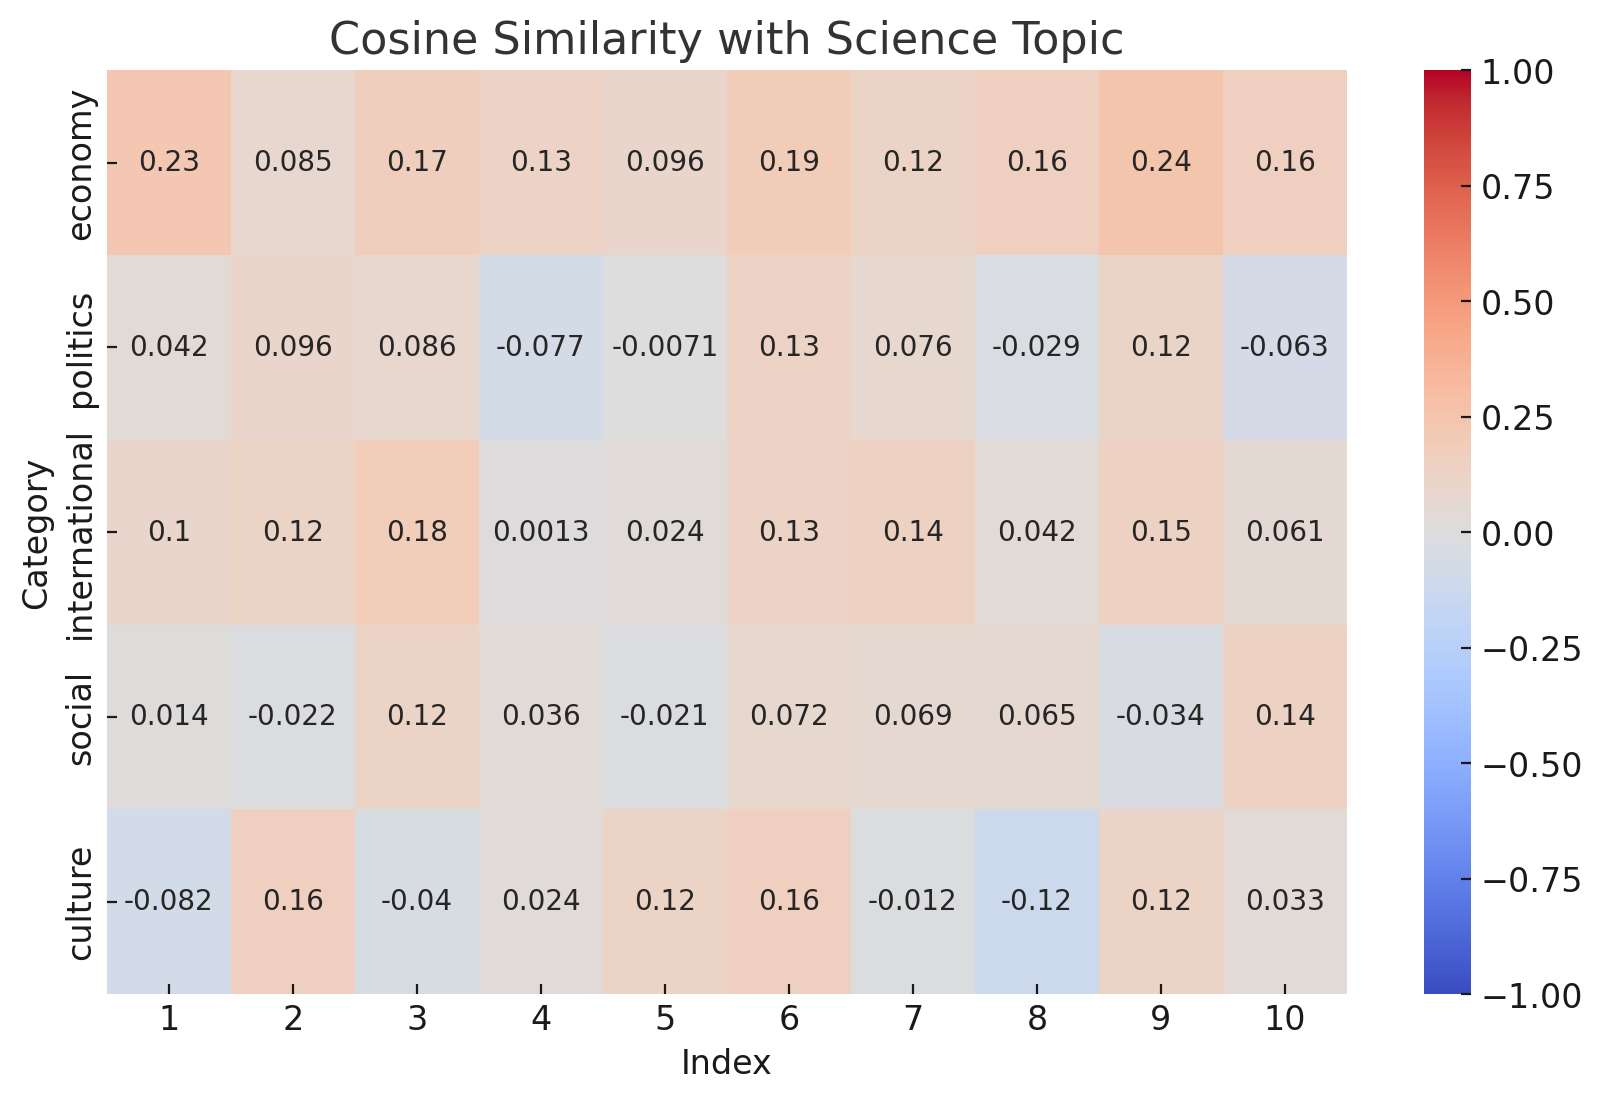 Cosine Similarity with Science Topic
economy
0.23 0.085 0.17 0.13 0.096 0.19 0.12 0.16 0.24 0.16
politics
0.042 0.096 0.086 -0.077 -0.0071 0.13 0.076 -0.029 0.12 -0.063
international
0.1 0.12 0.18 0.0013 0.024 0.13 0.14 0.042 0.15 0.061
social
0.014 -0.022 0.12 0.036 -0.021 0.072 0.069 0.065 -0.034 0.14
culture
-0.082 0.16 -0.04 0.024 0.12 0.16 -0.012 -0.12 0.12 0.033
Category
1 2 3 4 5 6 7 8 9 10
Index
1.00
0.75
0.50
0.25
0.00
−0.25
−0.50
−0.75
−1.00